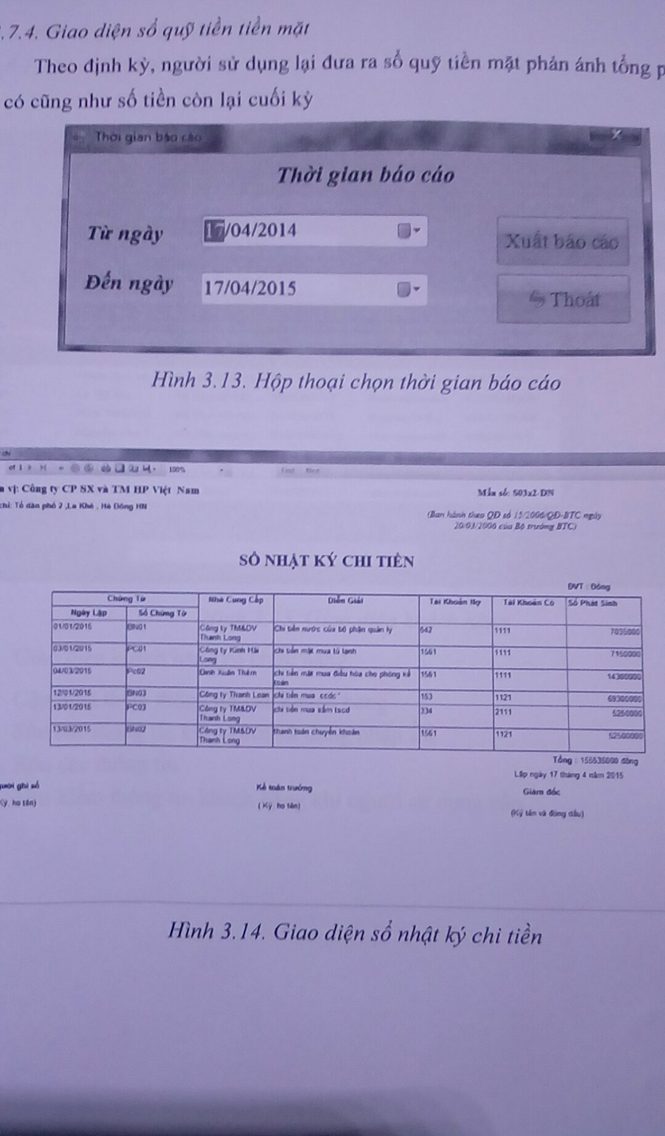 .7.4. Giao diện sổ quỹ tiền tiền mặt
Theo định kỳ, người sử dụng lại đưa ra sổ quỹ tiền mặt phản ánh tổng
có cũng như số tiền còn lại cuối kỳ
Thời gian báo cáo
Thời gian báo cáo
Từ ngày 17/04/2014
Xuất báo cáo
Đến ngày 17/04/2015
Thoát
Hình 3.13. Hộp thoại chọn thời gian báo cáo
of 1 100%
vị: Công ty CP SX và TM HP Việt Nam
Mẫu số: S03a2-DN
chỉ: Tổ dân phố 2 ,La Khê , Hà Đông HN
(Ban hành theo QD số 15/2006/QD-BTC ngày
20/03/2006 của Bộ trưởng BTC)
SỔ NHẬT KÝ CHI TIỀN
ĐVT : Đồng
Chứng Từ Nhà Cung Cấp Diễn Giải Tài Khoản Nợ Tài Khoản Có Số Phát Sinh
Ngày Lập Số Chứng Từ
01/01/2015 BN01 Công ty TM&DV Thanh Long Chi tiền nước của bộ phận quản lý 642 1111 7035000
03/01/2015 PC01 Công ty Kinh Hải Long chi tiền mặt mua tủ lạnh 1561 1111 7150000
04/03/2015 Pc02 Đinh Xuân Thêm chi tiền mặt mua điều hòa cho phòng kế toán 1561 1111 14300000
12/01/2015 BN03 Công ty Thanh Loan chi tiền mua 153 1121
13/01/2015 PC03 Công ty TM&DV Thanh Long chi tiền mua sắm tscd 334 2111 5250000
13/03/2015 BN02 Công ty TM&DV Thanh Long thanh toán chuyển khoản 1561 1121 52500000
Tổng : 155535000 đồng
Lập ngày 17 tháng 4 năm 2015
người ghi sổ Kế toán trưởng Giám đốc
Ký, họ tên) ( Ký họ tên) (Ký tên và đóng dấu)
Hình 3.14. Giao diện sổ nhật ký chi tiền